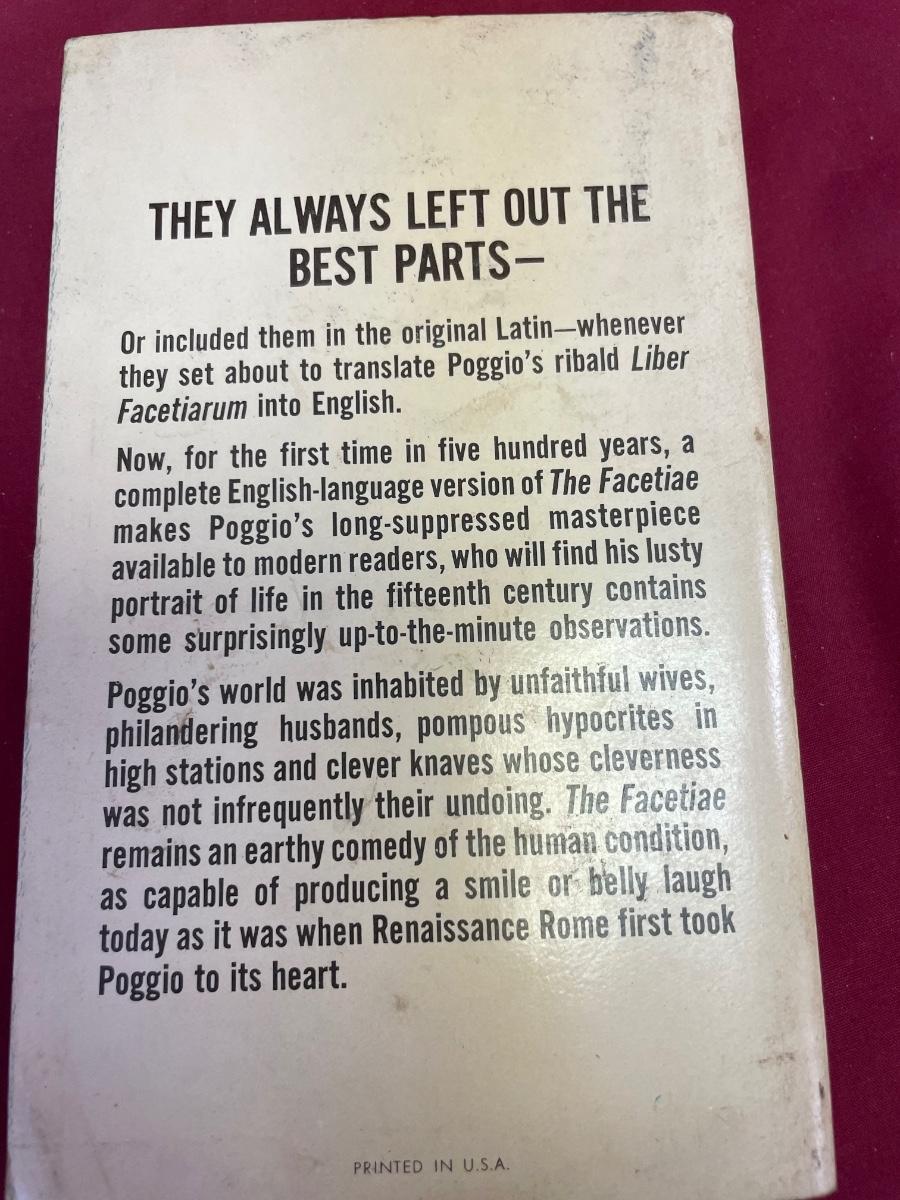 THEY ALWAYS LEFT OUT THE
BEST PARTS—
Or included them in the original Latin—whenever
they set about to translate Poggio's ribald Liber
Facetiarum into English.
Now, for the first time in five hundred years, a
complete English-language version of The Facetiae
makes Poggio's long-suppressed masterpiece
available to modern readers, who will find his lusty
portrait of life in the fifteenth century contains
some surprisingly up-to-the-minute observations.
Poggio's world was inhabited by unfaithful wives,
philandering husbands, pompous hypocrites in
high stations and clever knaves whose cleverness
was not infrequently their undoing. The Facetiae
remains an earthy comedy of the human condition,
as capable of producing a smile or belly laugh
today as it was when Renaissance Rome first took
Poggio to its heart.
PRINTED IN U.S.A.